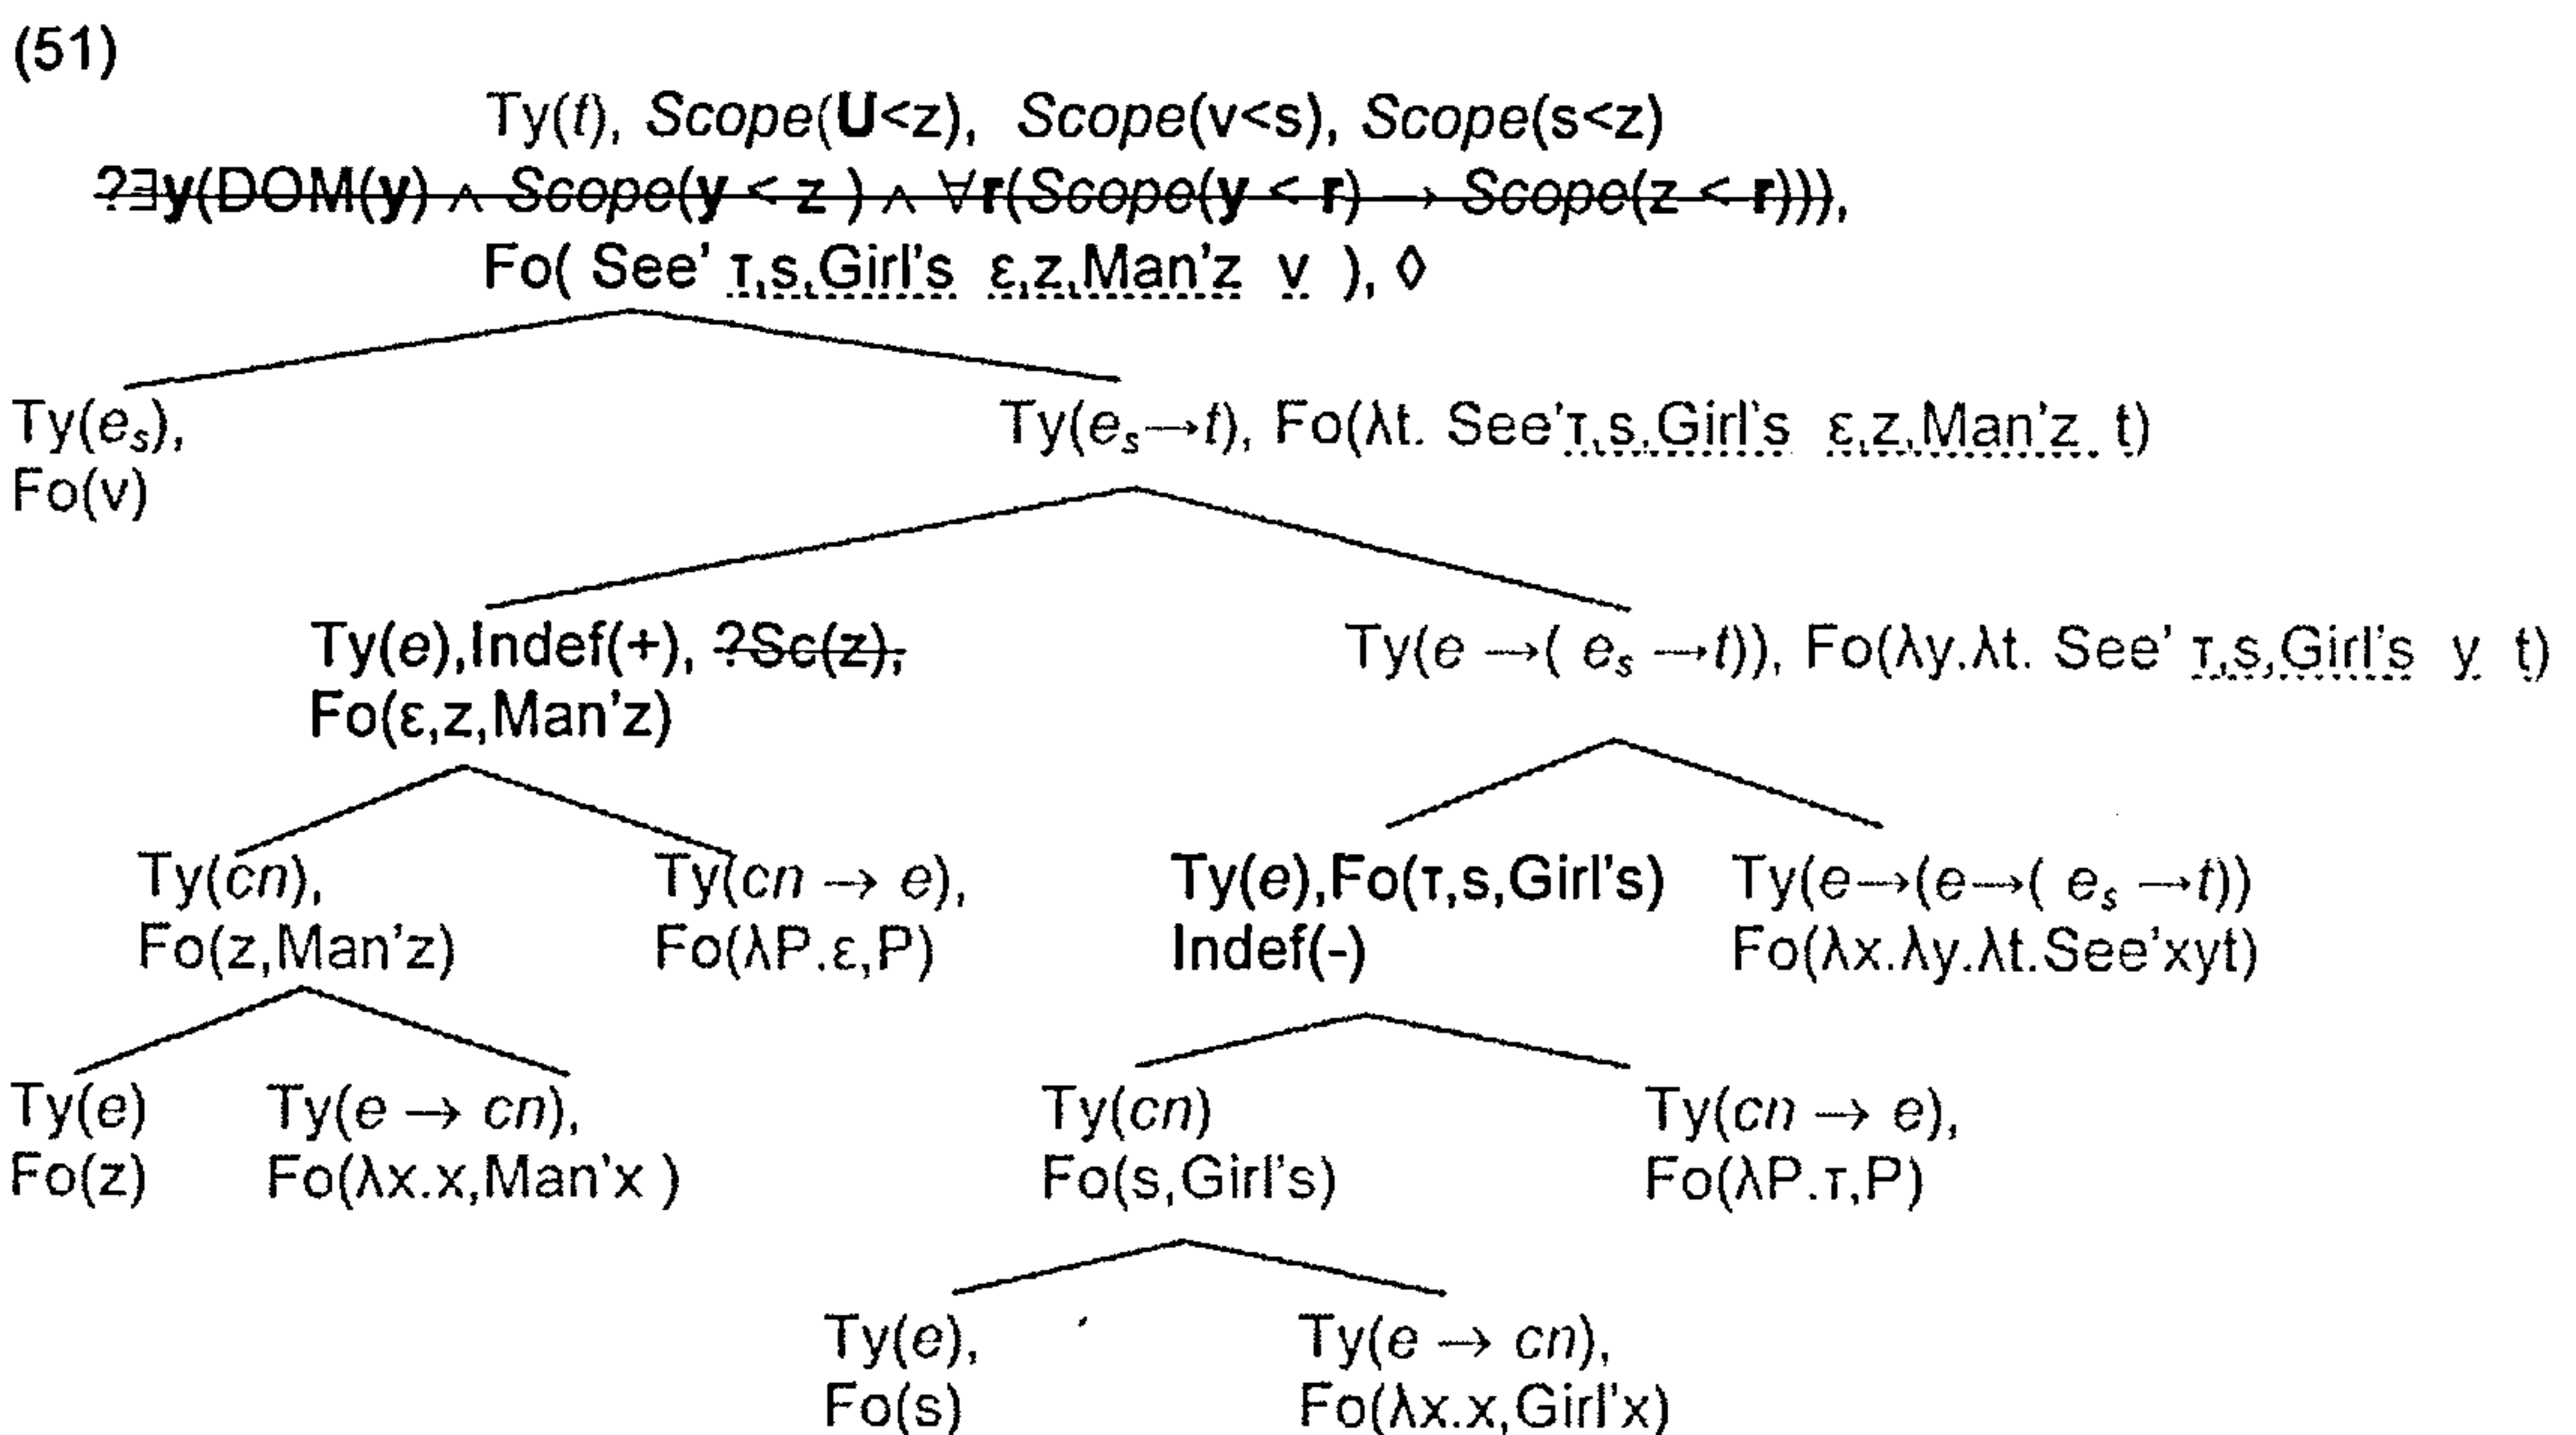 (51)
Ty(t), Scope(U<z), Scope(v<s), Scope(s<z)
?∃y(DOM(y) ∧ Scope(y < z ) ∧ ∀r(Scope(y < r) → Scope(z < r))),
Fo( See' τ,s,Girl's ε,z,Man'z v ), ◊
Ty(eₛ), Ty(eₛ→t), Fo(λt. See'τ,s,Girl's ε,z,Man'z t)
Fo(v)
Ty(e),Indef(+), ?Sc(z), Ty(e →( eₛ →t)), Fo(λy.λt. See' τ,s,Girl's y t)
Fo(ε,z,Man'z)
Ty(cn), Ty(cn → e), Ty(e),Fo(τ,s,Girl's) Ty(e→(e→( eₛ →t))
Fo(z,Man'z) Fo(λP.ε,P) Indef(-) Fo(λx.λy.λt.See'xyt)
Ty(e) Ty(e → cn), Ty(cn) Ty(cn → e),
Fo(z) Fo(λx.x,Man'x ) Fo(s,Girl's) Fo(λP.τ,P)
Ty(e), Ty(e → cn),
Fo(s) Fo(λx.x,Girl'x)